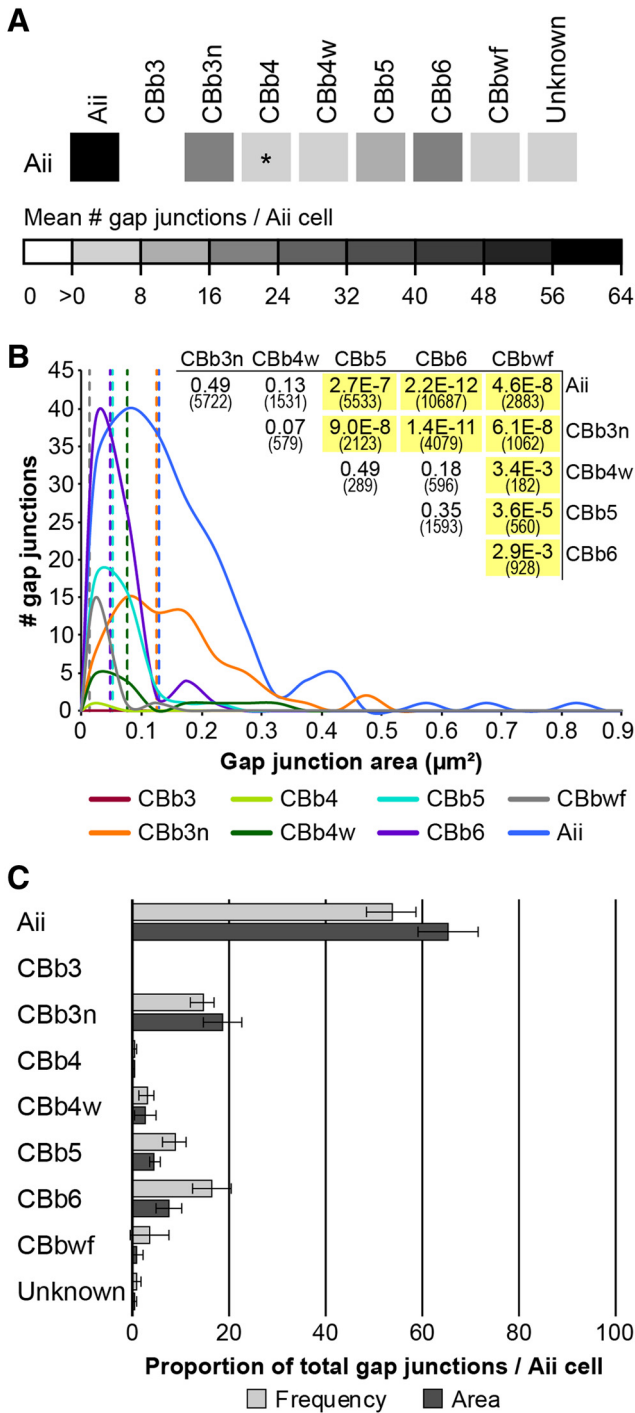 A
Aii CBb3 CBb3n CBb4 CBb4w CBb5 CBb6 CBbwf Unknown
Aii *
Mean # gap junctions / Aii cell
0 >0 8 16 24 32 40 48 56 64
B
CBb3n CBb4w CBb5 CBb6 CBbwf
0.49 0.13 2.7E-7 2.2E-12 4.6E-8 Aii
(5722) (1531) (5533) (10687) (2883)
0.07 9.0E-8 1.4E-11 6.1E-8 CBb3n
(579) (2123) (4079) (1062)
0.49 0.18 3.4E-3 CBb4w
(289) (596) (182)
0.35 3.6E-5 CBb5
(1593) (560)
2.9E-3 CBb6
(928)
# gap junctions
45
40
35
30
25
20
15
10
5
0
0 0.1 0.2 0.3 0.4 0.5 0.6 0.7 0.8 0.9
Gap junction area (µm²)
CBb3 CBb4 CBb5 CBbwf
CBb3n CBb4w CBb6 Aii
C
Aii
CBb3
CBb3n
CBb4
CBb4w
CBb5
CBb6
CBbwf
Unknown
0 20 40 60 80 100
Proportion of total gap junctions / Aii cell
Frequency Area